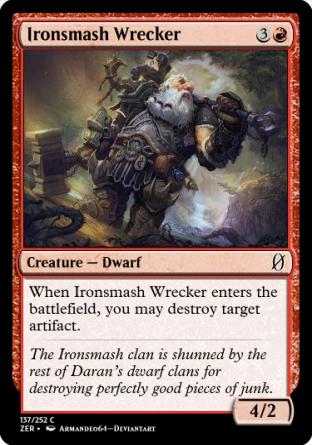 Ironsmash Wrecker 3
Creature — Dwarf
When Ironsmash Wrecker enters the
battlefield, you may destroy target
artifact.
The Ironsmash clan is shunned by the
rest of Daran's dwarf clans for
destroying perfectly good pieces of junk.
4/2
137/252 C
ZER • Armandeo64—Deviantart